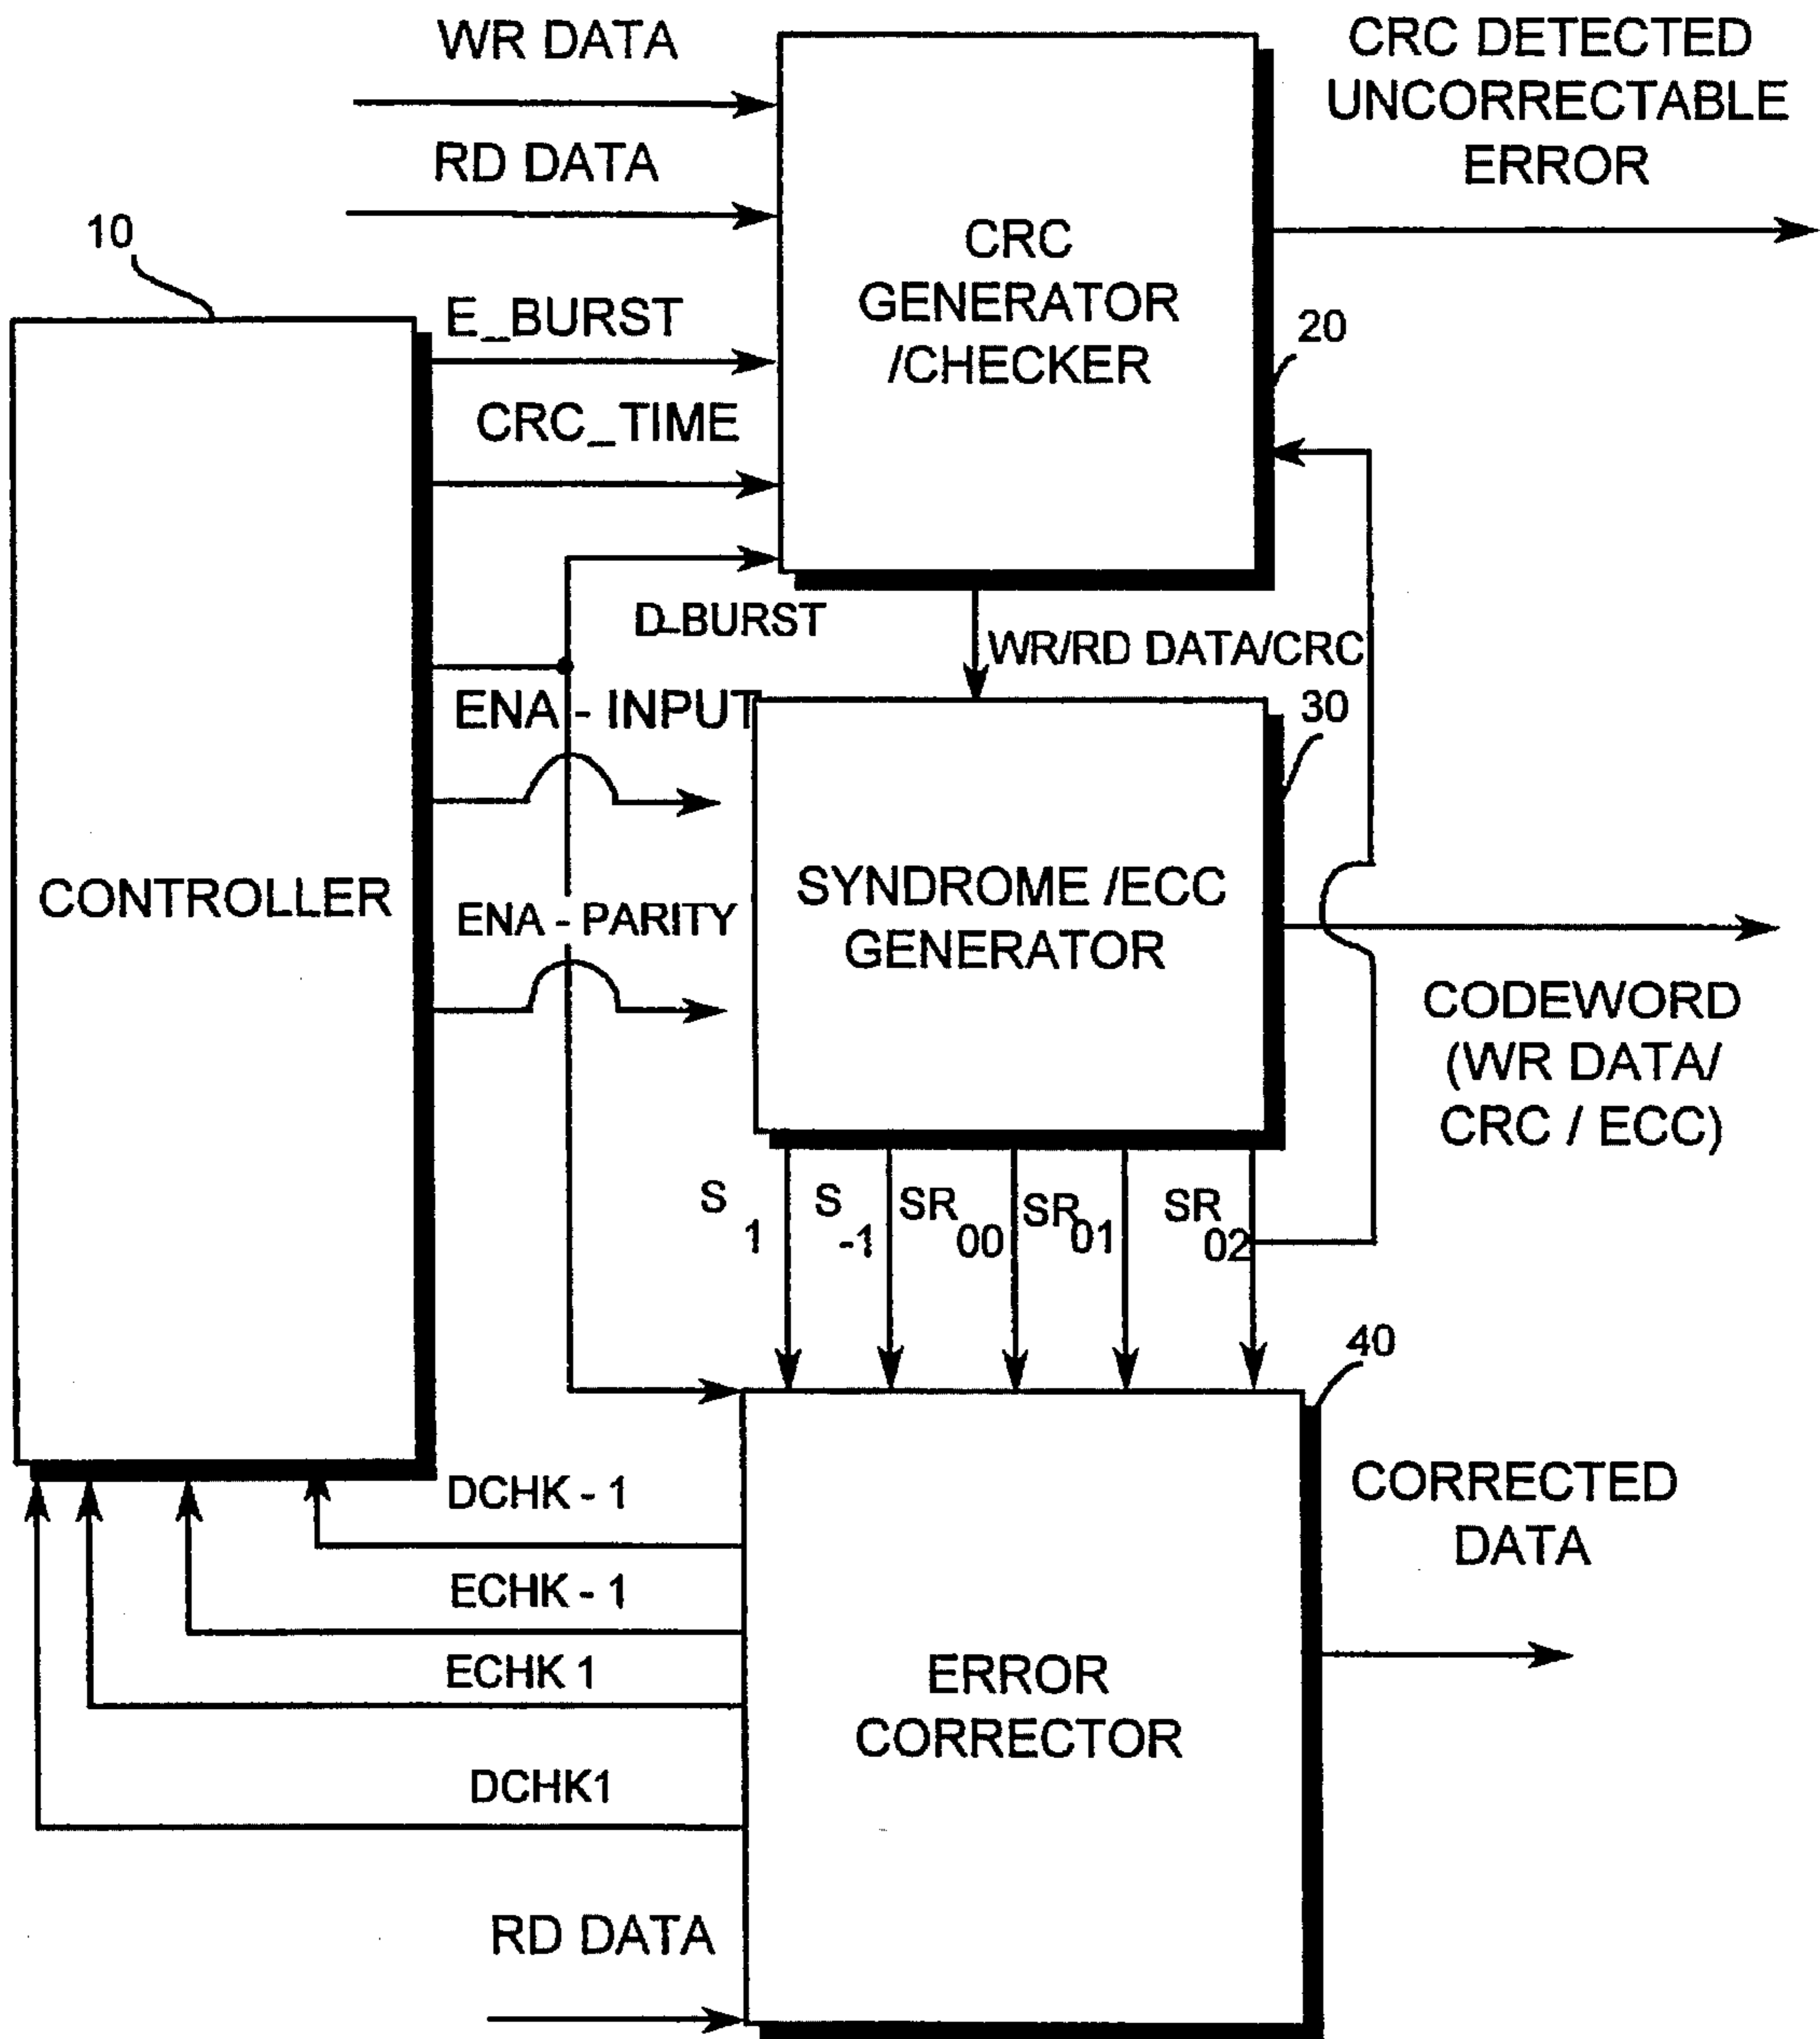 WR DATA
RD DATA
CRC DETECTED
UNCORRECTABLE
ERROR
CRC
GENERATOR
/CHECKER
10
E_BURST
20
CRC_TIME
D_BURST
WR/RD DATA/CRC
ENA - INPUT
30
CONTROLLER
ENA - PARITY
SYNDROME /ECC
GENERATOR
CODEWORD
(WR DATA/
CRC / ECC)
S 1
S -1
SR 00
SR 01
SR 02
40
DCHK - 1
ECHK - 1
ECHK 1
DCHK1
ERROR
CORRECTOR
CORRECTED
DATA
RD DATA